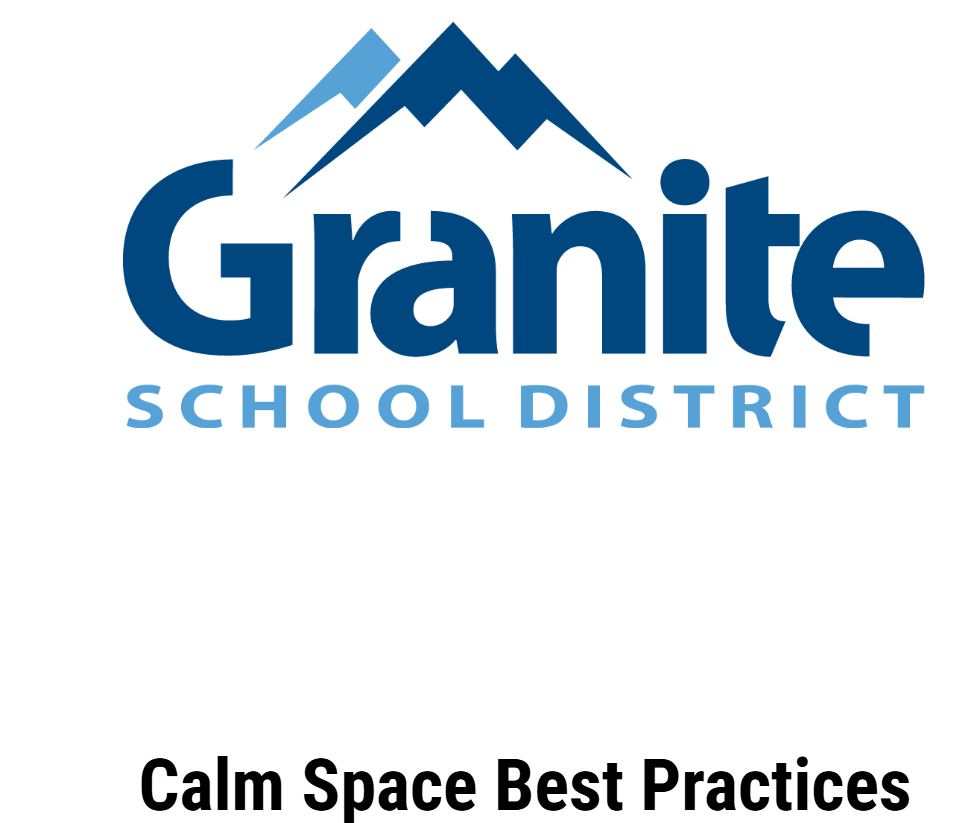 Granite
SCHOOL DISTRICT
Calm Space Best Practices